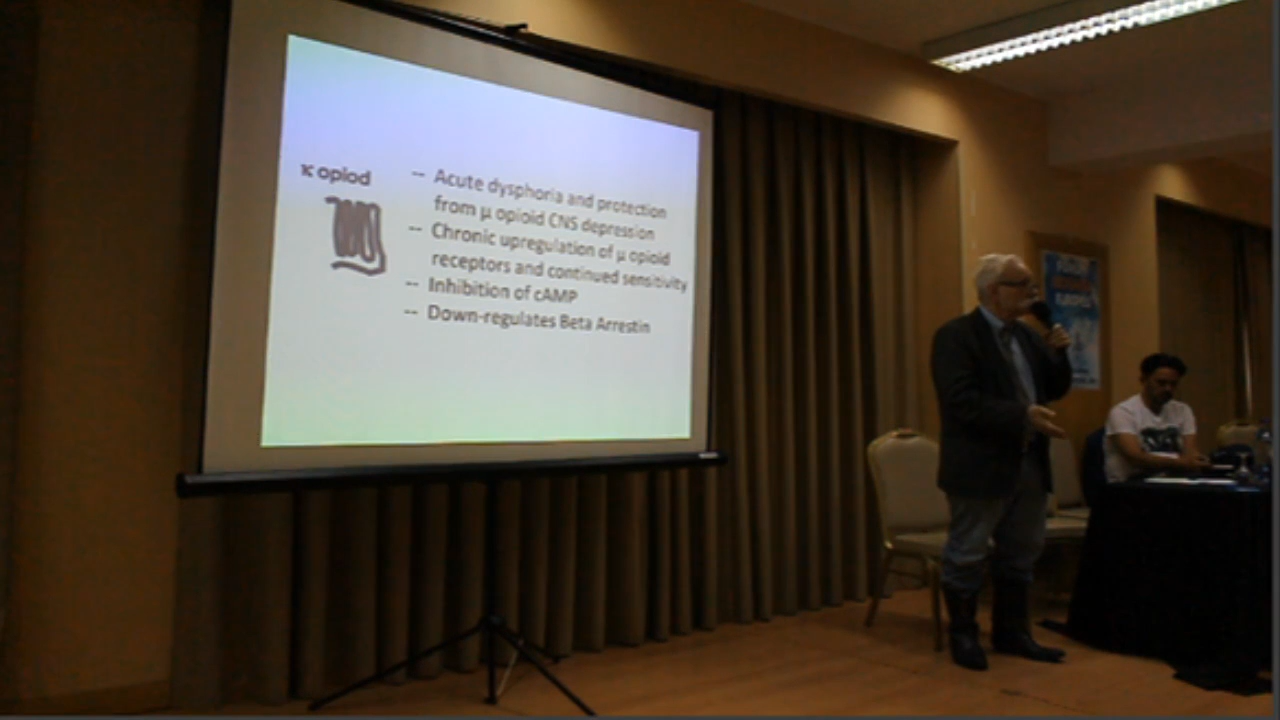 κ opiod
-- Acute dysphoria and protection
from μ opioid CNS depression
-- Chronic upregulation of μ opioid
receptors and continued sensitivity
-- Inhibition of cAMP
-- Down-regulates Beta Arrestin